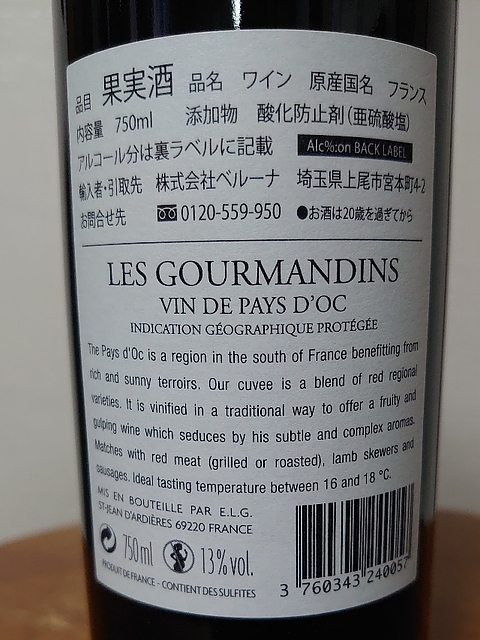 品目 果実酒 品名 ワイン 原産国名 フランス
内容量 750ml 添加物 酸化防止剤(亜硫酸塩)
アルコール分は裏ラベルに記載 Alc%:on BACK LABEL
輸入者・引取先 株式会社ベルーナ 埼玉県上尾市宮本町4-2
お問合せ先 0120-559-950 ●お酒は20歳を過ぎてから
LES GOURMANDINS
VIN DE PAYS D'OC
INDICATION GÉOGRAPHIQUE PROTÉGÉE
The Pays d'Oc is a region in the south of France benefitting from
rich and sunny terroirs. Our cuvee is a blend of red regional
varieties. It is vinified in a traditional way to offer a fruity and
gulping wine which seduces by his subtle and complex aromas.
Matches with red meat (grilled or roasted), lamb skewers and
sausages. Ideal tasting temperature between 16 and 18 °C.
MIS EN BOUTEILLE PAR E.L.G.
ST-JEAN D'ARDIÈRES 69220 FRANCE
750ml 13% vol.
PRODUIT DE FRANCE - CONTIENT DES SULFITES
3 760343 240057